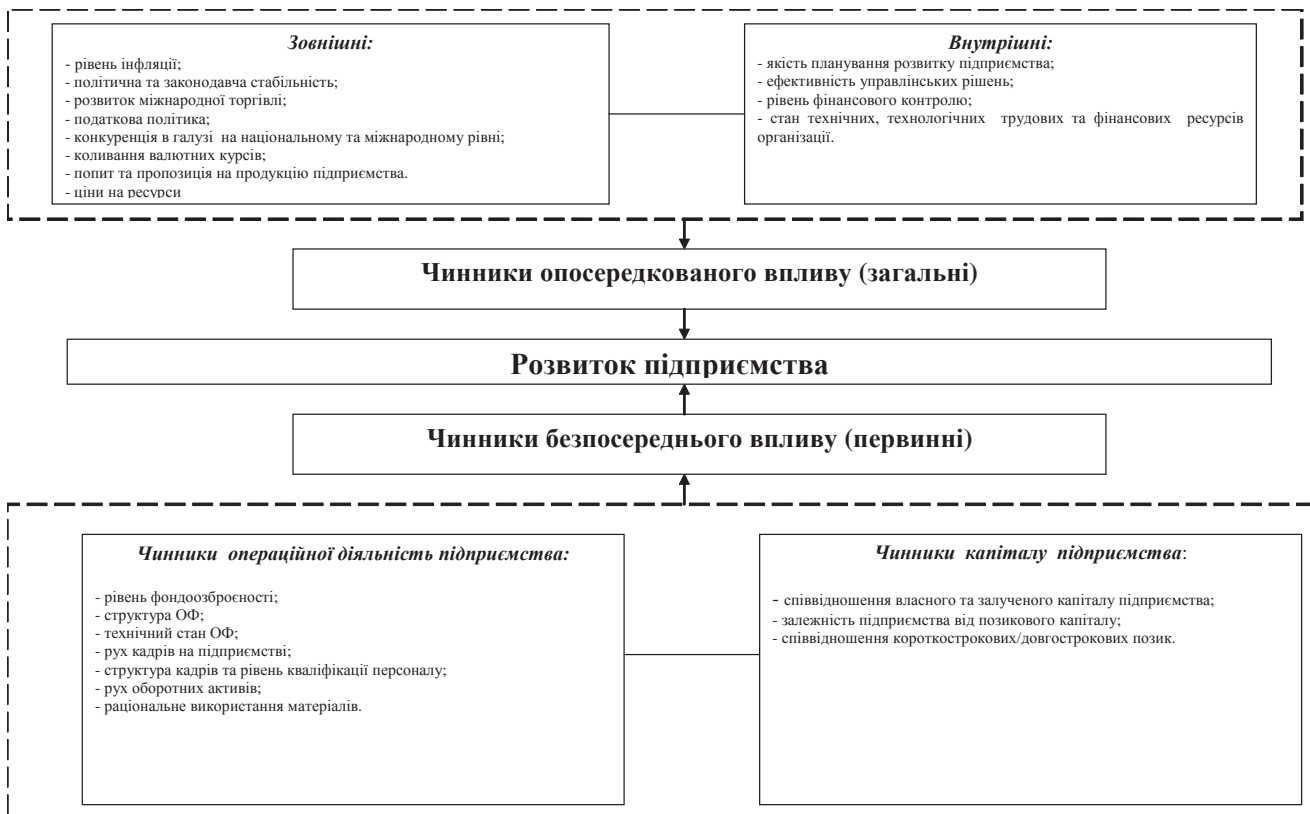 Зовнішні:
- рівень інфляції;
- політична та законодавча стабільність;
- розвиток міжнародної торгівлі;
- податкова політика;
- конкуренція в галузі на національному та міжнародному рівні;
- коливання валютних курсів;
- попит та пропозиція на продукцію підприємства.
- ціни на ресурси
Внутрішні:
- якість планування розвитку підприємства;
- ефективність управлінських рішень;
- рівень фінансового контролю;
- стан технічних, технологічних трудових та фінансових ресурсів
організації.
Чинники опосередкованого впливу (загальні)
Розвиток підприємства
Чинники безпосереднього впливу (первинні)
Чинники операційної діяльність підприємства:
- рівень фондоозброєності;
- структура ОФ;
- технічний стан ОФ;
- рух кадрів на підприємстві;
- структура кадрів та рівень кваліфікації персоналу;
- рух оборотних активів;
- раціональне використання матеріалів.
Чинники капіталу підприємства:
- співвідношення власного та залученого капіталу підприємства;
- залежність підприємства від позикового капіталу;
- співвідношення короткострокових/довгострокових позик.